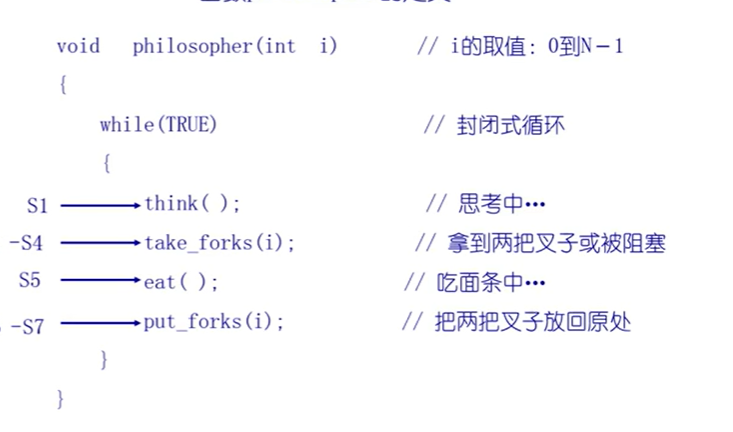 void philosopher(int i) // i的取值：0到N－1
{
while(TRUE) // 封闭式循环
{
S1 think( ); // 思考中…
-S4 take_forks(i); // 拿到两把叉子或被阻塞
S5 eat( ); // 吃面条中…
-S7 put_forks(i); // 把两把叉子放回原处
}
}